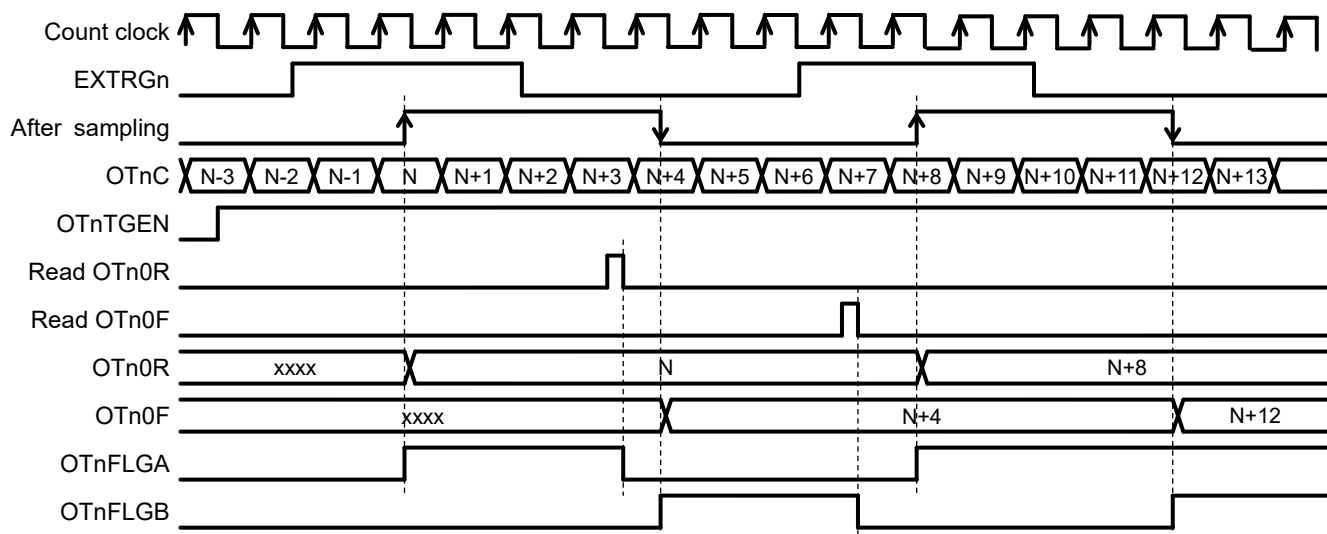 Count clock
EXTRGn
After sampling
OTnC N-3 N-2 N-1 N N+1 N+2 N+3 N+4 N+5 N+6 N+7 N+8 N+9 N+10 N+11 N+12 N+13
OTnTGEN
Read OTn0R
Read OTn0F
OTn0R xxxx N N+8
OTn0F xxxx N+4 N+12
OTnFLGA
OTnFLGB